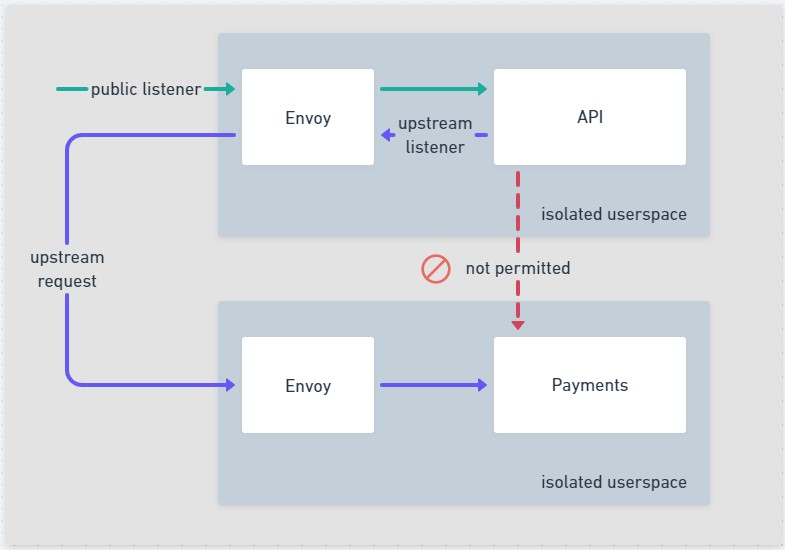 public listener
Envoy
API
upstream
listener
isolated userspace
upstream
request
not permitted
Envoy
Payments
isolated userspace